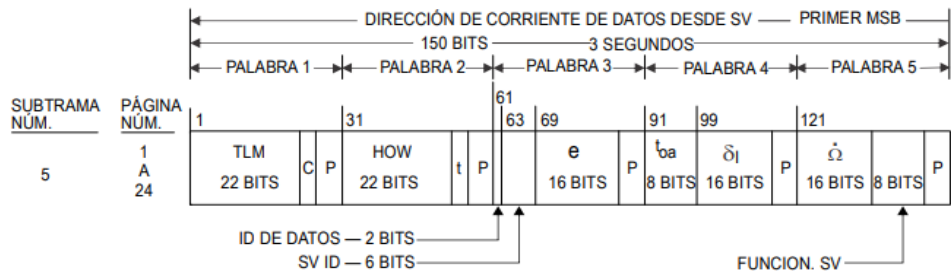 DIRECCIÓN DE CORRIENTE DE DATOS DESDE SV — PRIMER MSB
150 BITS — 3 SEGUNDOS
PALABRA 1 PALABRA 2 PALABRA 3 PALABRA 4 PALABRA 5
SUBTRAMA NÚM. PÁGINA NÚM.
61
1 31 63 69 91 99 121
5
1 A 24
TLM 22 BITS C P HOW 22 BITS t P e 16 BITS P toa 8 BITS δI 16 BITS P Ω̇ 16 BITS 8 BITS P
ID DE DATOS — 2 BITS
SV ID — 6 BITS FUNCION. SV